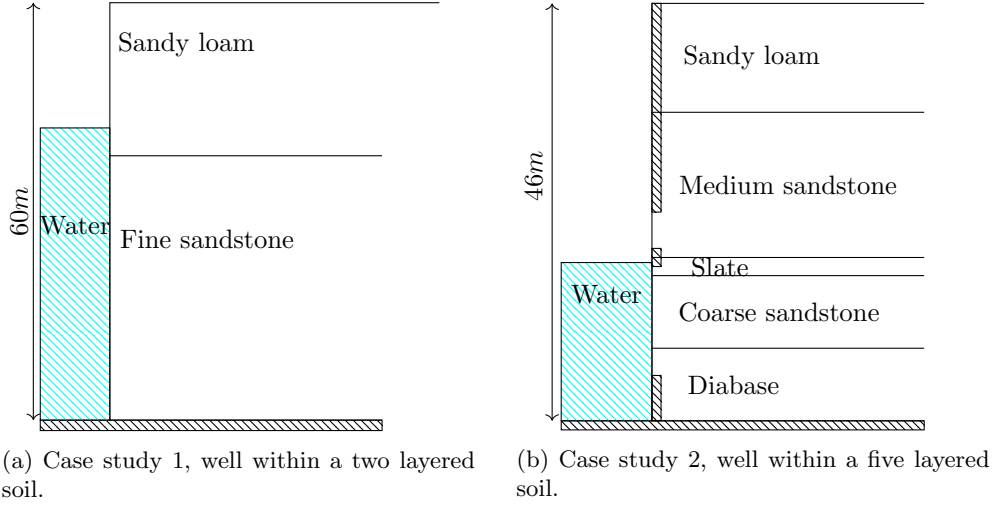 Sandy loam
60m
Water
Fine sandstone
(a) Case study 1, well within a two layered
soil.
Sandy loam
46m
Medium sandstone
Slate
Water
Coarse sandstone
Diabase
(b) Case study 2, well within a five layered
soil.